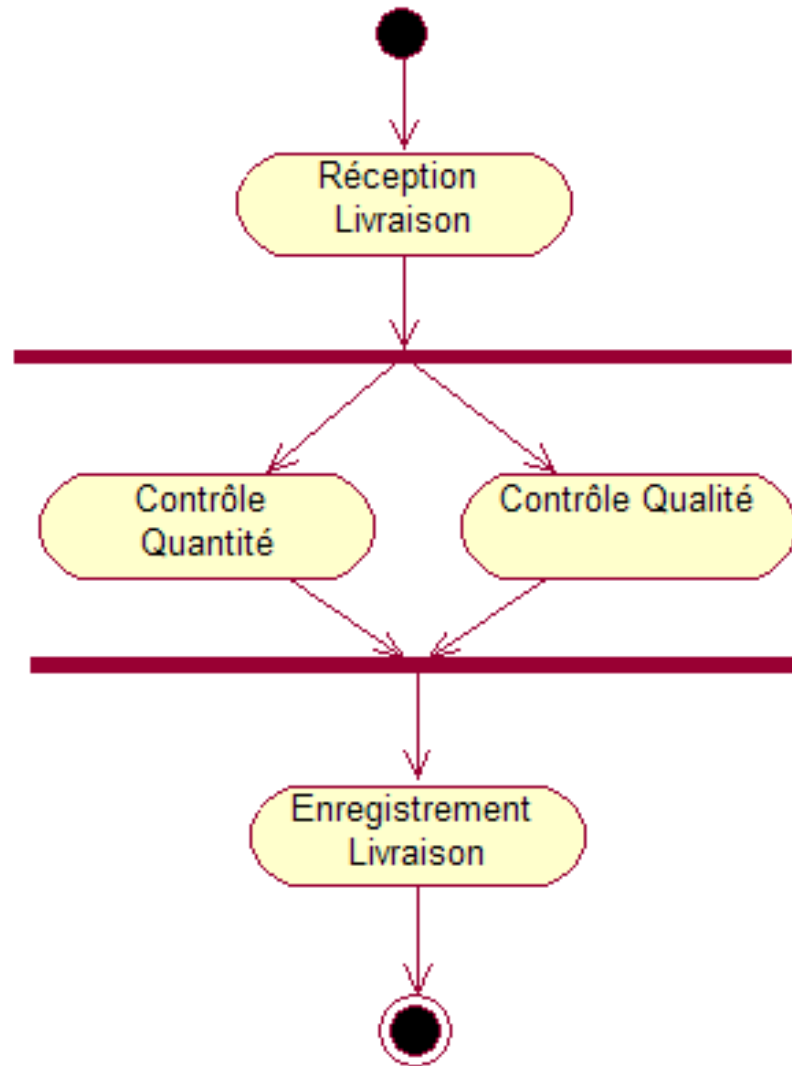 Réception
Livraison
Contrôle
Quantité
Contrôle Qualité
Enregistrement
Livraison